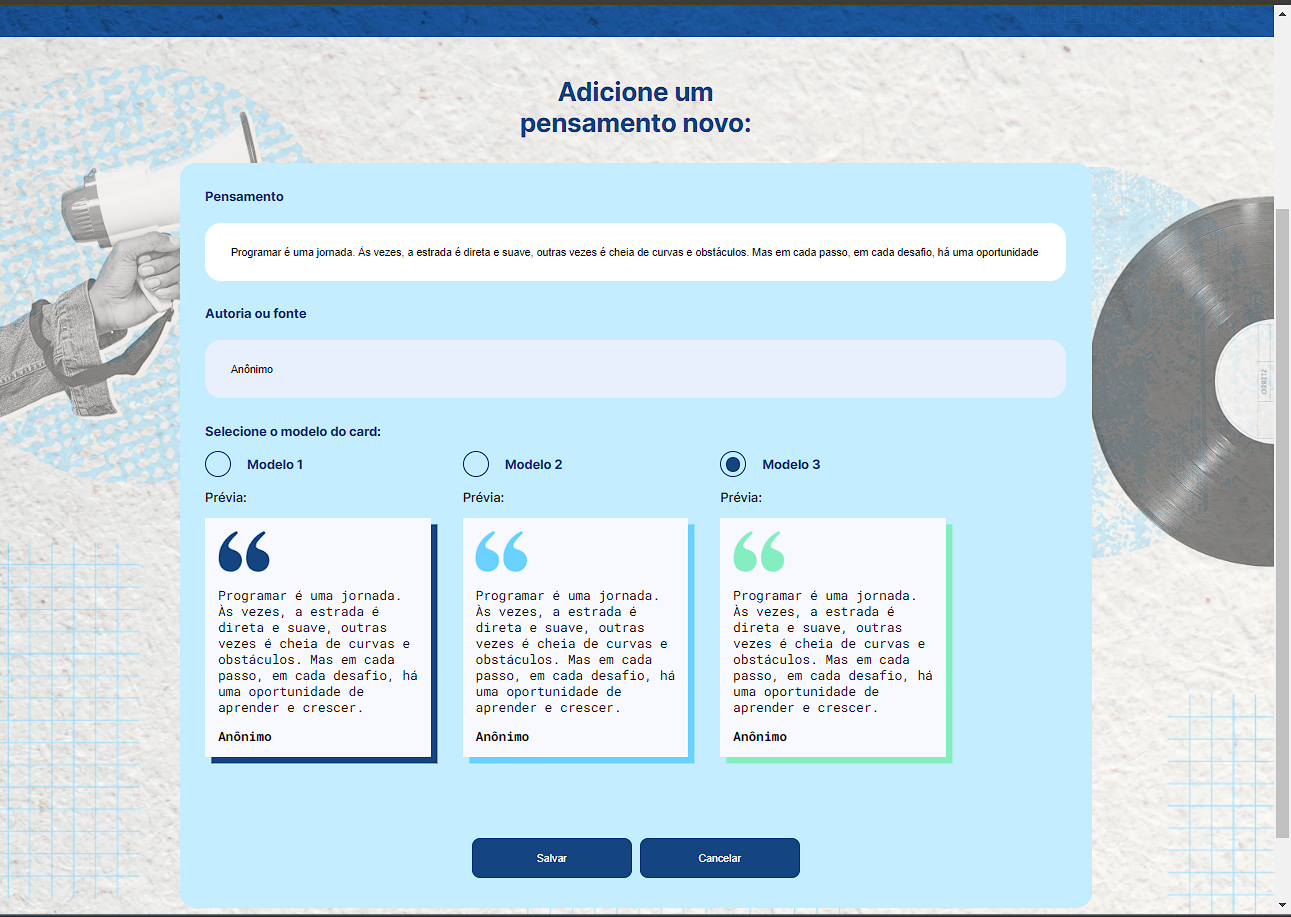 Adicione um
pensamento novo:
Pensamento
Programar é uma jornada. Às vezes, a estrada é direta e suave, outras vezes é cheia de curvas e obstáculos. Mas em cada passo, em cada desafio, há uma oportunidade
Autoria ou fonte
Anônimo
Selecione o modelo do card:
Modelo 1
Modelo 2
Modelo 3
Prévia:
Prévia:
Prévia:
Programar é uma jornada.
Às vezes, a estrada é
direta e suave, outras
vezes é cheia de curvas e
obstáculos. Mas em cada
passo, em cada desafio, há
uma oportunidade de
aprender e crescer.
Anônimo
Programar é uma jornada.
Às vezes, a estrada é
direta e suave, outras
vezes é cheia de curvas e
obstáculos. Mas em cada
passo, em cada desafio, há
uma oportunidade de
aprender e crescer.
Anônimo
Programar é uma jornada.
Às vezes, a estrada é
direta e suave, outras
vezes é cheia de curvas e
obstáculos. Mas em cada
passo, em cada desafio, há
uma oportunidade de
aprender e crescer.
Anônimo
Salvar
Cancelar